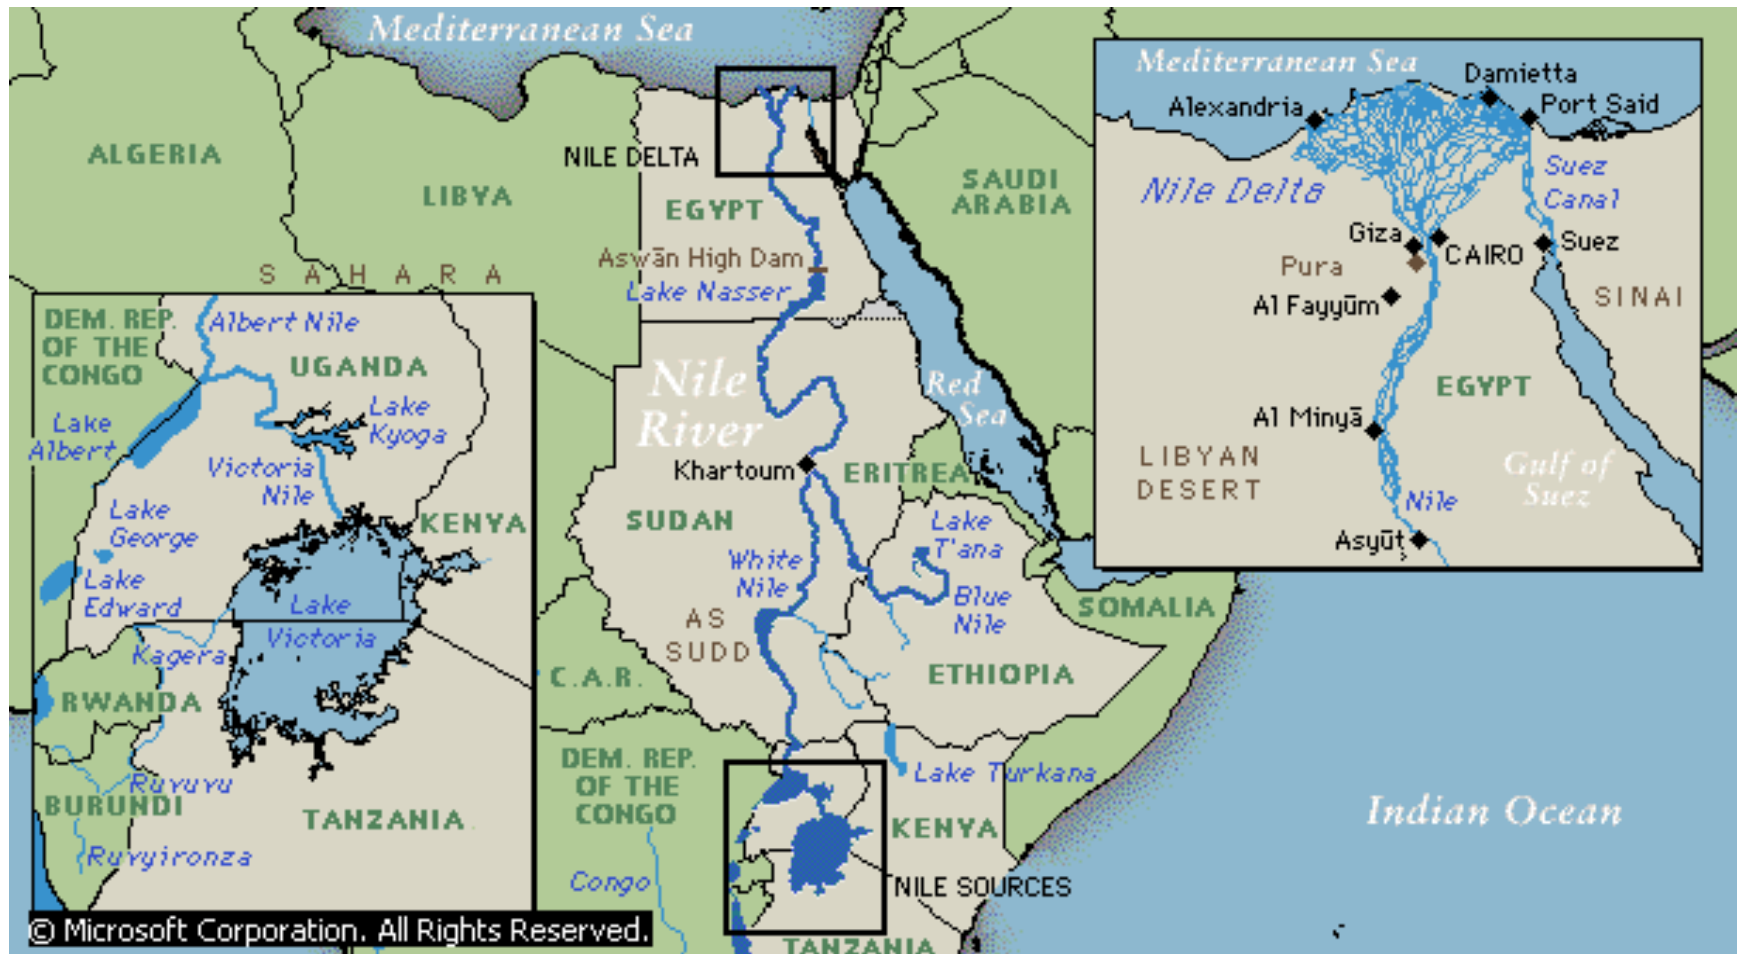 Mediterranean Sea
ALGERIA
LIBYA
NILE DELTA
EGYPT
SAUDI
ARABIA
SAHARA
Aswān High Dam
Lake Nasser
Nile
River
Red
Sea
Khartoum
ERITREA
SUDAN
White
Nile
Lake
T'ana
Blue
Nile
AS
SUDD
SOMALIA
ETHIOPIA
C.A.R.
DEM. REP.
OF THE
CONGO
Lake Turkana
KENYA
Congo
NILE SOURCES
TANZANIA
Indian Ocean
DEM. REP.
OF THE
CONGO
Albert Nile
UGANDA
Lake
Albert
Lake
Kyoga
Victoria
Nile
Lake
George
KENYA
Lake
Edward
Lake
Victoria
Kagera
RWANDA
Ruvuvu
BURUNDI
TANZANIA
Ruvyironza
Mediterranean Sea
Damietta
Alexandria
Port Said
Nile Delta
Suez
Canal
Giza
CAIRO
Suez
Pura
SINAI
Al Fayyūm
EGYPT
Al Minyā
LIBYAN
DESERT
Gulf of
Suez
Nile
Asyūţ
© Microsoft Corporation. All Rights Reserved.